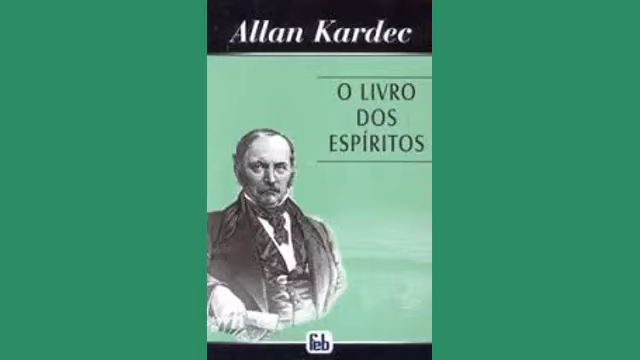 Allan Kardec
O LIVRO
DOS
ESPÍRITOS
feb